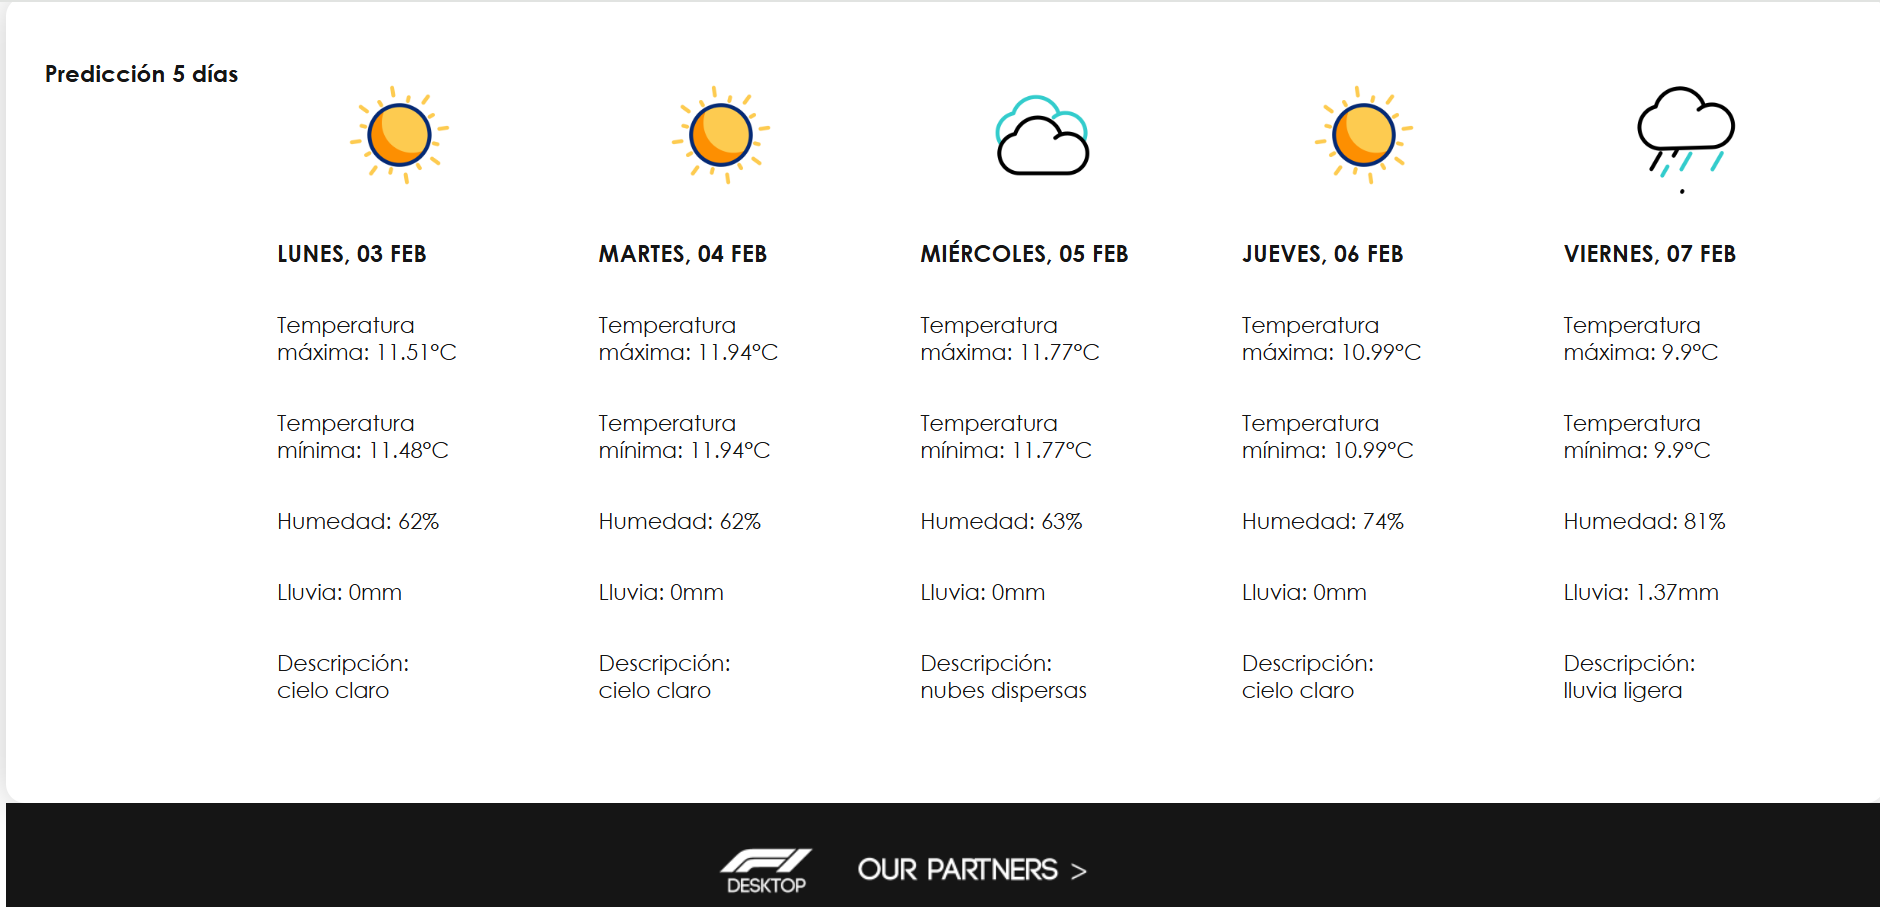 Predicción 5 días
LUNES, 03 FEB
Temperatura
máxima: 11.51°C
Temperatura
mínima: 11.48°C
Humedad: 62%
Lluvia: 0mm
Descripción:
cielo claro
MARTES, 04 FEB
Temperatura
máxima: 11.94°C
Temperatura
mínima: 11.94°C
Humedad: 62%
Lluvia: 0mm
Descripción:
cielo claro
MIÉRCOLES, 05 FEB
Temperatura
máxima: 11.77°C
Temperatura
mínima: 11.77°C
Humedad: 63%
Lluvia: 0mm
Descripción:
nubes dispersas
JUEVES, 06 FEB
Temperatura
máxima: 10.99°C
Temperatura
mínima: 10.99°C
Humedad: 74%
Lluvia: 0mm
Descripción:
cielo claro
VIERNES, 07 FEB
Temperatura
máxima: 9.9°C
Temperatura
mínima: 9.9°C
Humedad: 81%
Lluvia: 1.37mm
Descripción:
lluvia ligera
F1
DESKTOP
OUR PARTNERS >